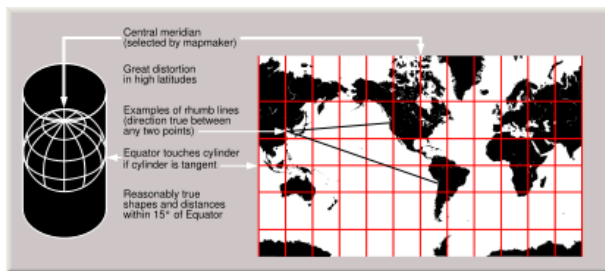 Central meridian
(selected by mapmaker)
Great distortion
in high latitudes
Examples of rhumb lines
(direction true between
any two points)
Equator touches cylinder
if cylinder is tangent
Reasonably true
shapes and distances
within 15° of Equator